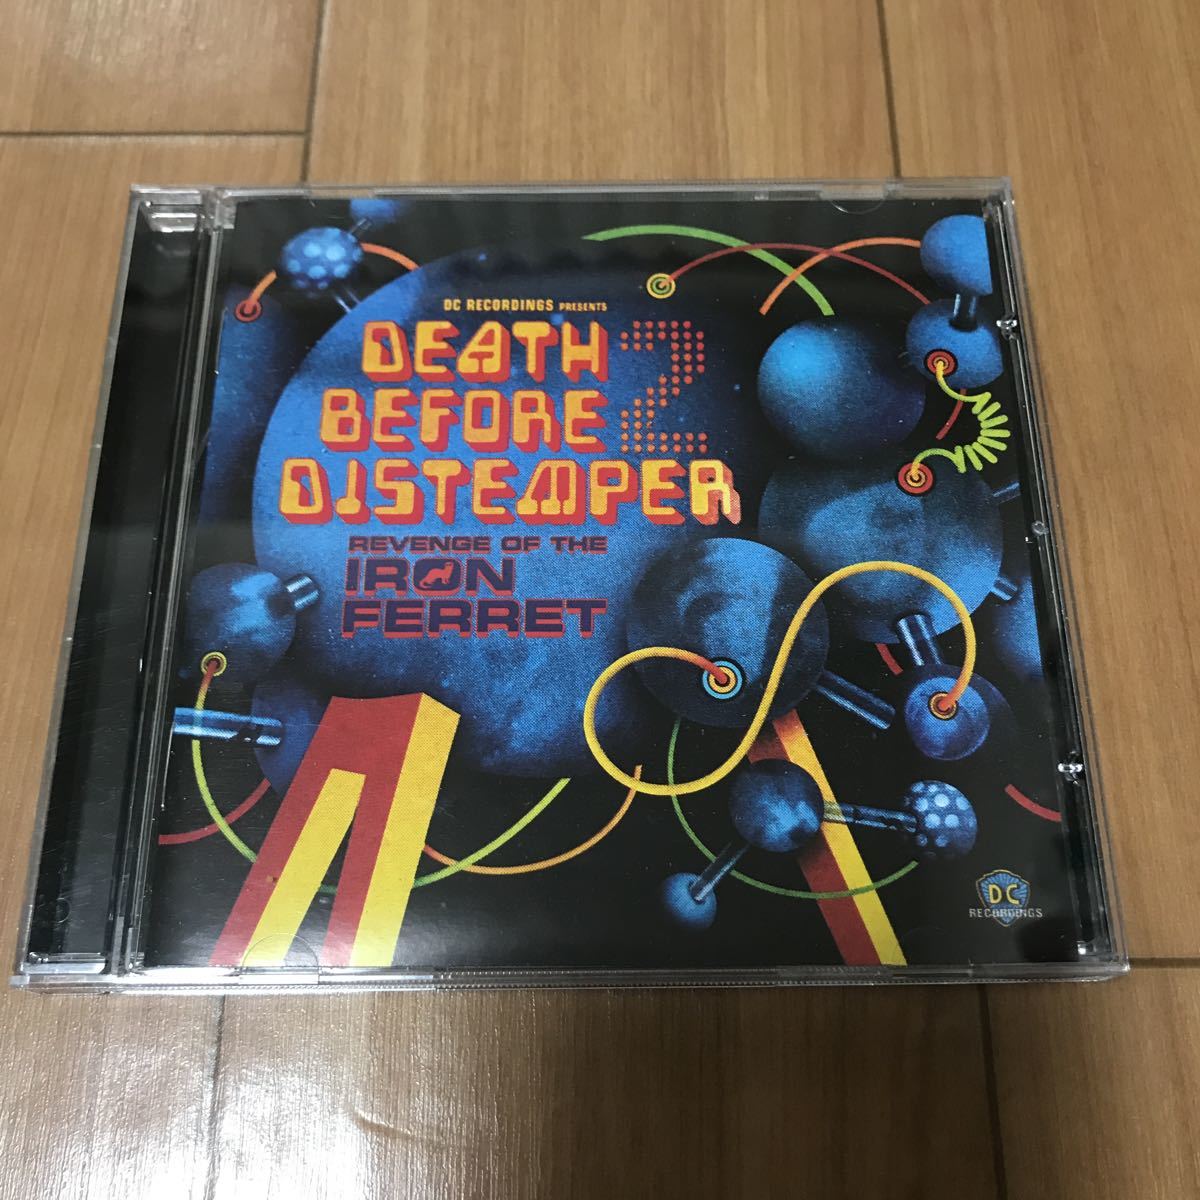 DC RECORDINGS PRESENTS
DEATH
BEFORE
2
DISTEMPER
REVENGE OF THE
IRON
FERRET
DC
RECORDINGS